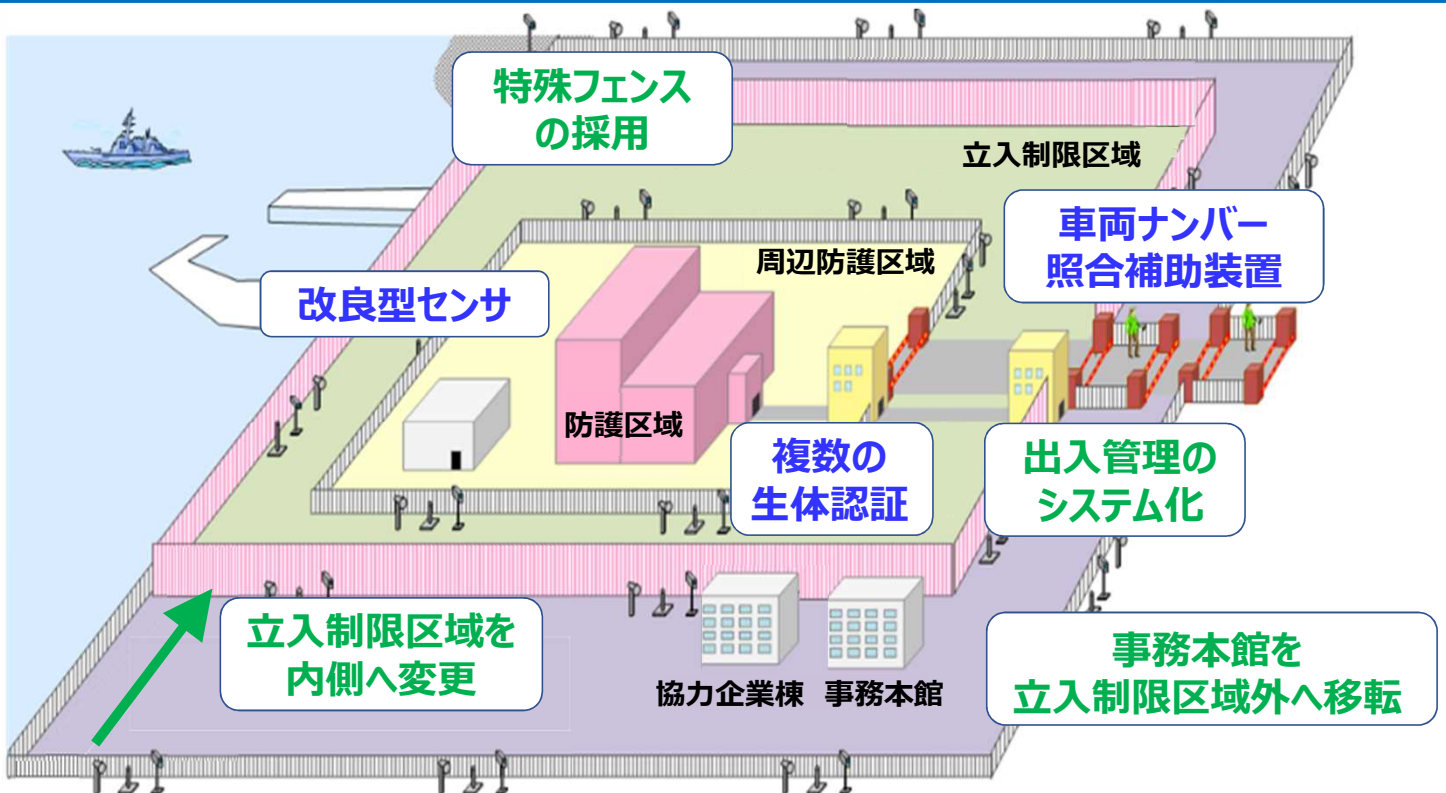 特殊フェンス
の採用
立入制限区域
車両ナンバー
照合補助装置
周辺防護区域
改良型センサ
防護区域
複数の
生体認証
出入管理の
システム化
立入制限区域を
内側へ変更
協力企業棟
事務本館
事務本館を
立入制限区域外へ移転